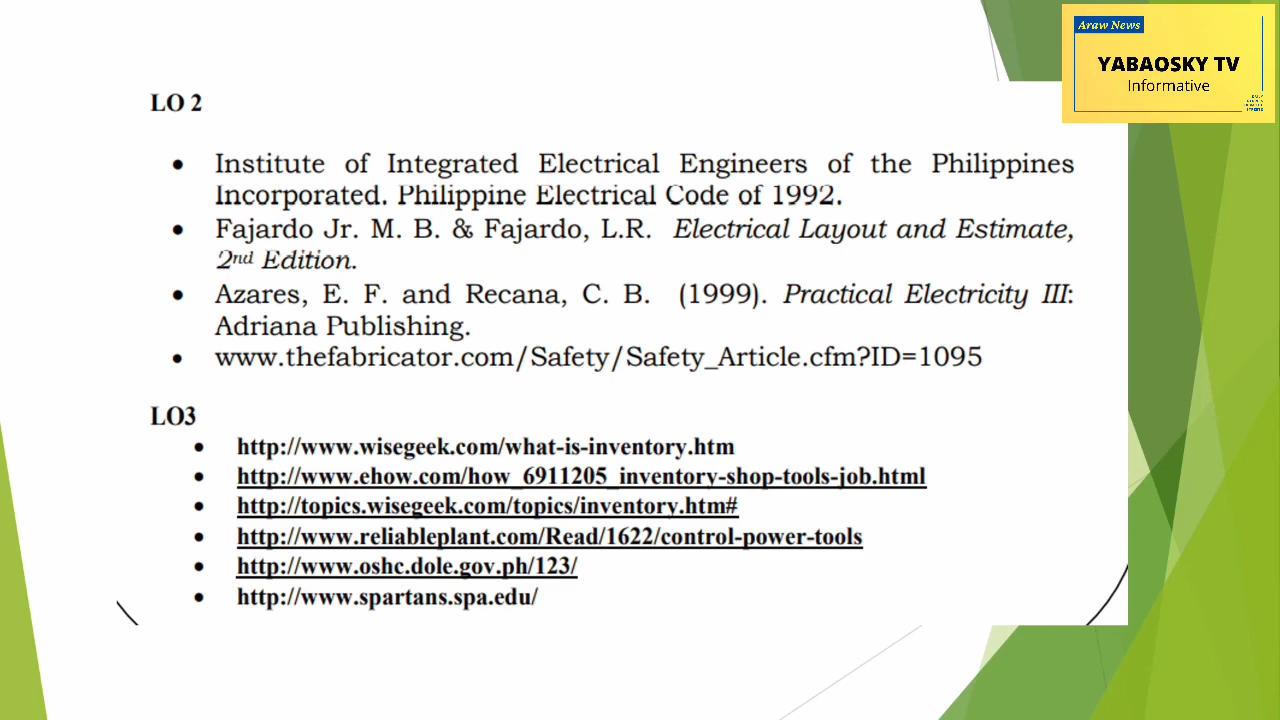 Araw News
YABAOSKY TV
Informative
LO 2
• Institute of Integrated Electrical Engineers of the Philippines
Incorporated. Philippine Electrical Code of 1992.
• Fajardo Jr. M. B. & Fajardo, L.R. Electrical Layout and Estimate,
2nd Edition.
• Azares, E. F. and Recana, C. B. (1999). Practical Electricity III:
Adriana Publishing.
• www.thefabricator.com/Safety/Safety_Article.cfm?ID=1095
LO3
• http://www.wisegeek.com/what-is-inventory.htm
• http://www.ehow.com/how_6911205_inventory-shop-tools-job.html
• http://topics.wisegeek.com/topics/inventory.htm#
• http://www.reliableplant.com/Read/1622/control-power-tools
• http://www.oshc.dole.gov.ph/123/
• http://www.spartans.spa.edu/